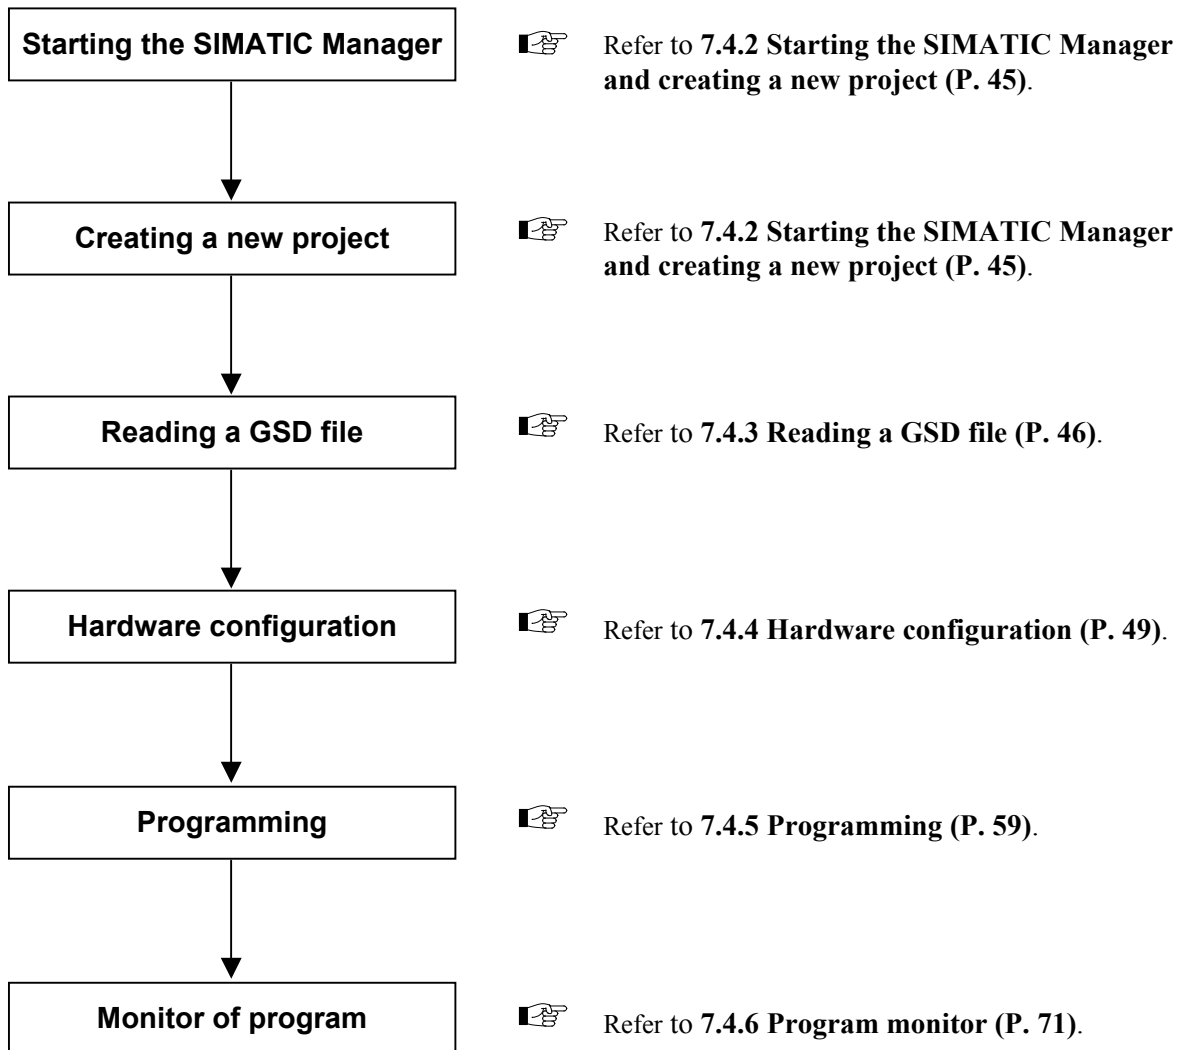 Starting the SIMATIC Manager
Refer to 7.4.2 Starting the SIMATIC Manager
and creating a new project (P. 45).
Creating a new project
Refer to 7.4.2 Starting the SIMATIC Manager
and creating a new project (P. 45).
Reading a GSD file
Refer to 7.4.3 Reading a GSD file (P. 46).
Hardware configuration
Refer to 7.4.4 Hardware configuration (P. 49).
Programming
Refer to 7.4.5 Programming (P. 59).
Monitor of program
Refer to 7.4.6 Program monitor (P. 71).